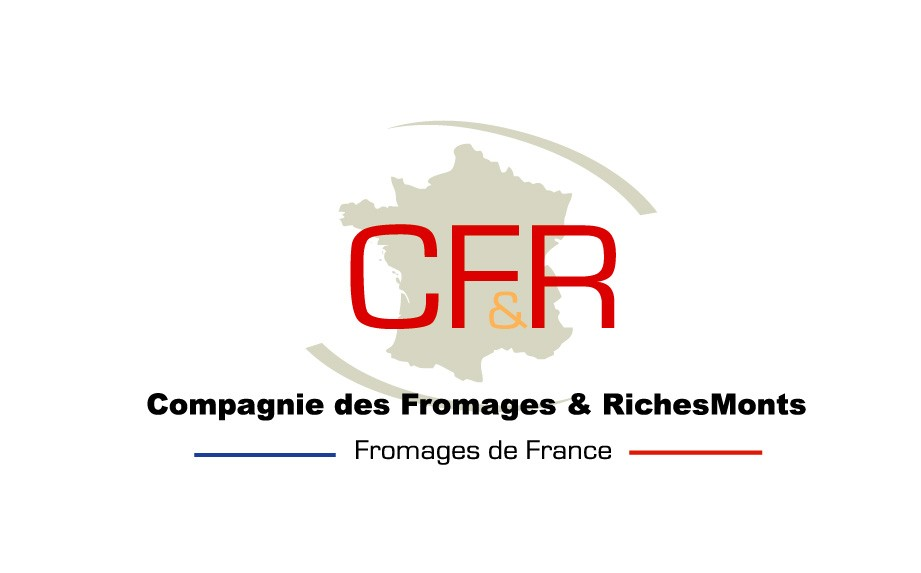 CF&R
Compagnie des Fromages & RichesMonts
Fromages de France